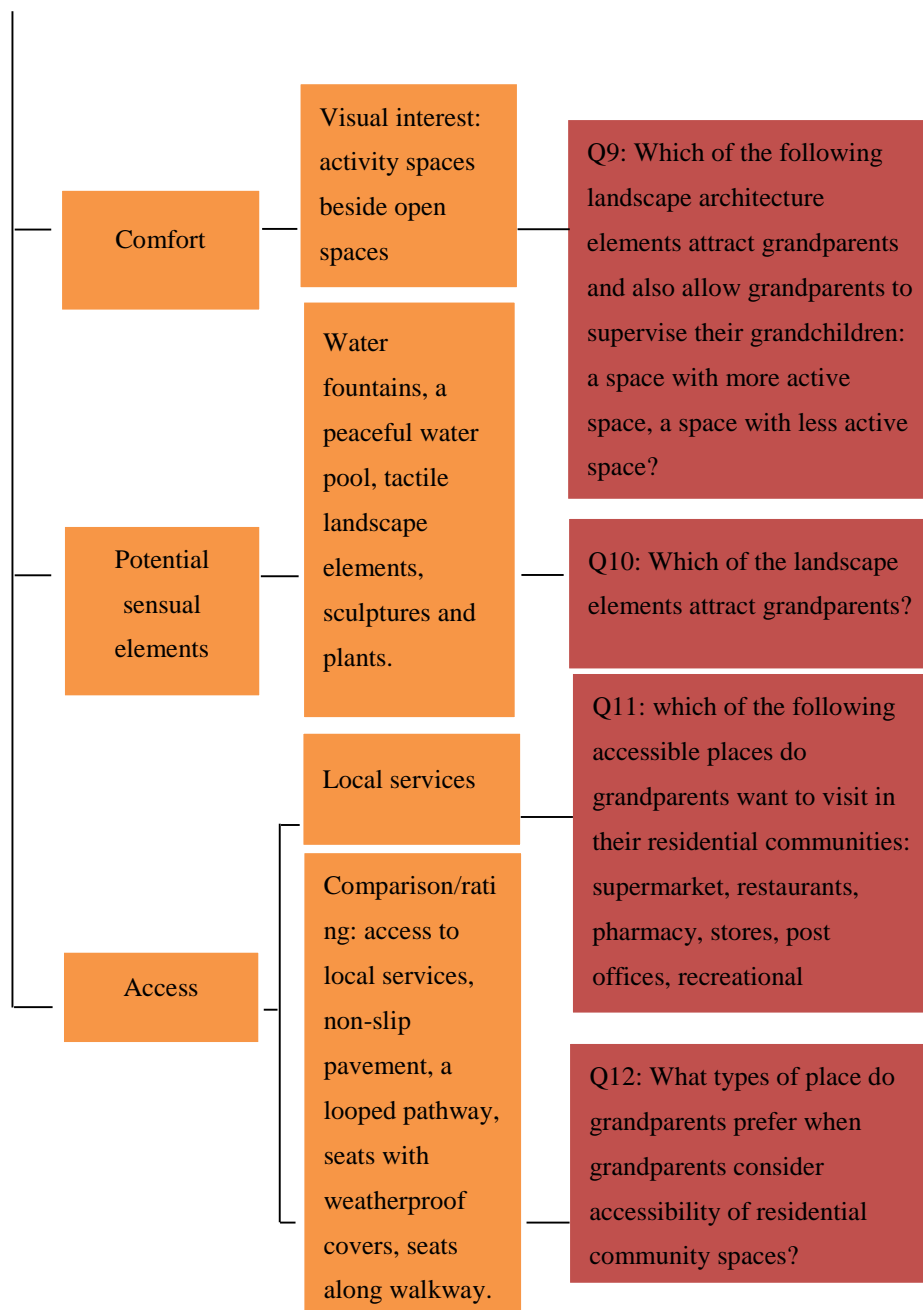 Comfort
Visual interest:
activity spaces
beside open
spaces
Q9: Which of the following
landscape architecture
elements attract grandparents
and also allow grandparents to
supervise their grandchildren:
a space with more active
space, a space with less active
space?
Potential
sensual
elements
Water
fountains, a
peaceful water
pool, tactile
landscape
elements,
sculptures and
plants.
Q10: Which of the landscape
elements attract grandparents?
Access
Local services
Q11: which of the following
accessible places do
grandparents want to visit in
their residential communities:
supermarket, restaurants,
pharmacy, stores, post
offices, recreational
Comparison/rati
ng: access to
local services,
non-slip
pavement, a
looped pathway,
seats with
weatherproof
covers, seats
along walkway.
Q12: What types of place do
grandparents prefer when
grandparents consider
accessibility of residential
community spaces?